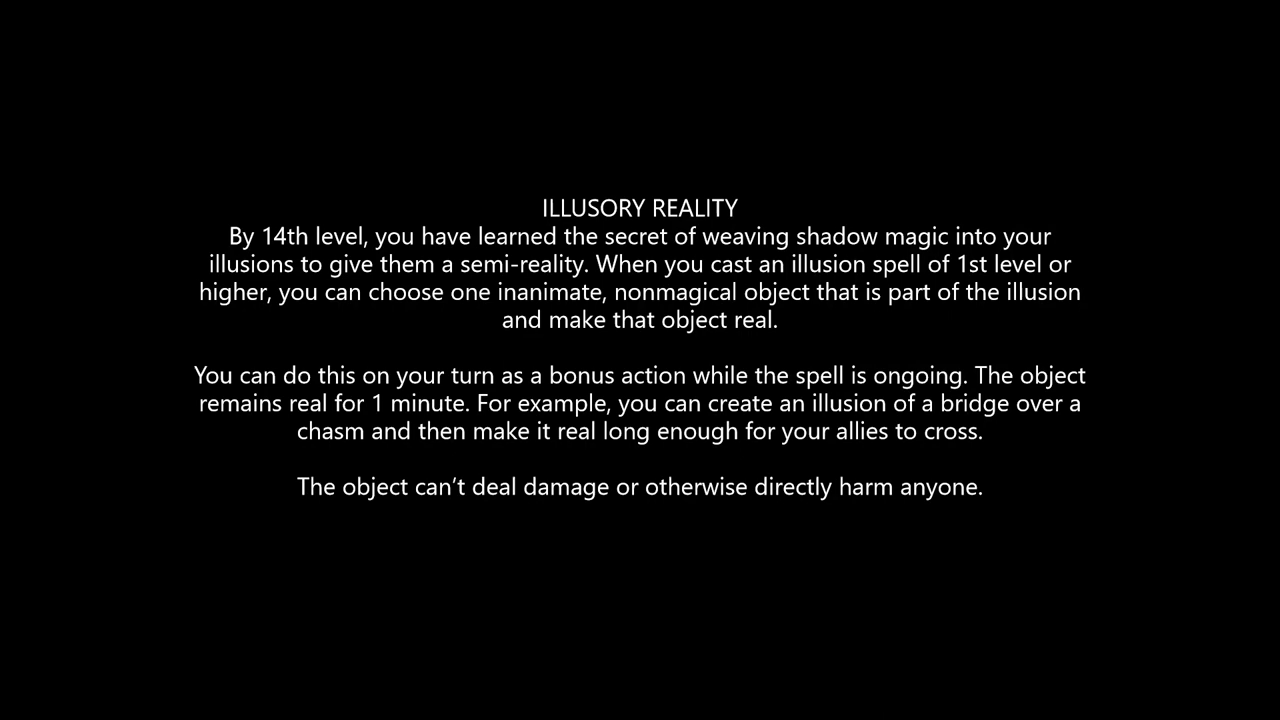 ILLUSORY REALITY
By 14th level, you have learned the secret of weaving shadow magic into your
illusions to give them a semi-reality. When you cast an illusion spell of 1st level or
higher, you can choose one inanimate, nonmagical object that is part of the illusion
and make that object real.
You can do this on your turn as a bonus action while the spell is ongoing. The object
remains real for 1 minute. For example, you can create an illusion of a bridge over a
chasm and then make it real long enough for your allies to cross.
The object can’t deal damage or otherwise directly harm anyone.